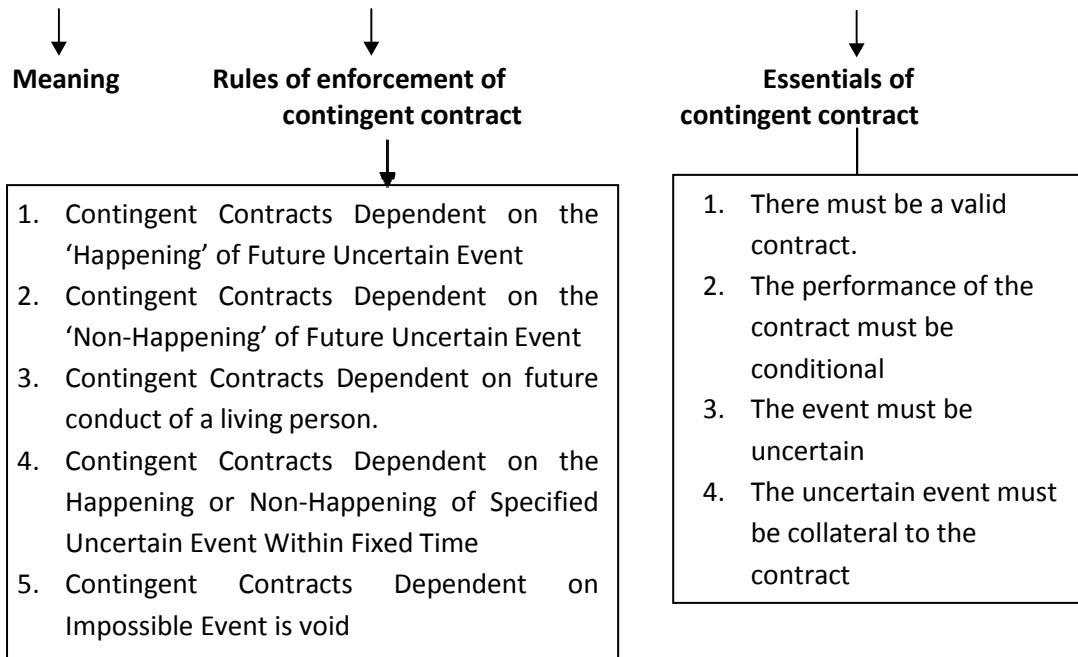 Meaning
Rules of enforcement of
contingent contract
1. Contingent Contracts Dependent on the
‘Happening’ of Future Uncertain Event
2. Contingent Contracts Dependent on the
‘Non-Happening’ of Future Uncertain Event
3. Contingent Contracts Dependent on future
conduct of a living person.
4. Contingent Contracts Dependent on the
Happening or Non-Happening of Specified
Uncertain Event Within Fixed Time
5. Contingent Contracts Dependent on
Impossible Event is void
Essentials of
contingent contract
1. There must be a valid
contract.
2. The performance of the
contract must be
conditional
3. The event must be
uncertain
4. The uncertain event must
be collateral to the
contract